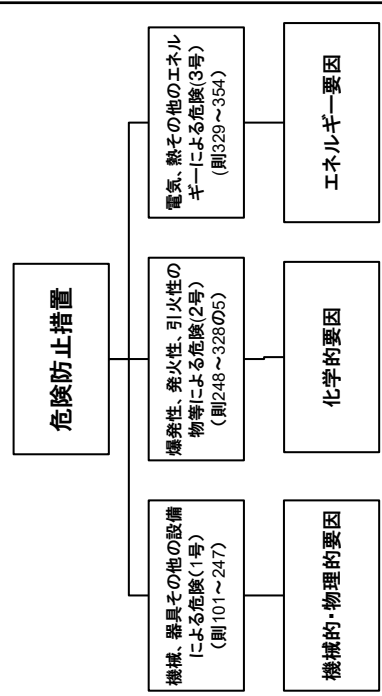 危険防止措置
機械、器具その他の設備
による危険(1号)
(則101～247)
爆発性、発火性、引火性の
物等による危険(2号)
(則248～328の5)
電気、熱その他のエネル
ギーによる危険(3号)
(則329～354)
機械的・物理的要因
化学的要因
エネルギー要因